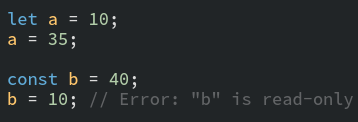 let a = 10;
a = 35;
const b = 40;
b = 10; // Error: "b" is read-only